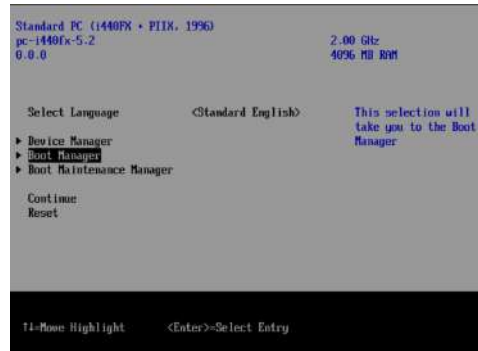 Standard PC (i440FX + PIIX, 1996)
pc-i440fx-5.2 2.00 GHz
0.0.0 4096 MB RAM
Select Language <Standard English> This selection will
take you to the Boot
▶ Device Manager Manager
▶ Boot Manager
▶ Boot Maintenance Manager
Continue
Reset
↑↓=Move Highlight <Enter>=Select Entry